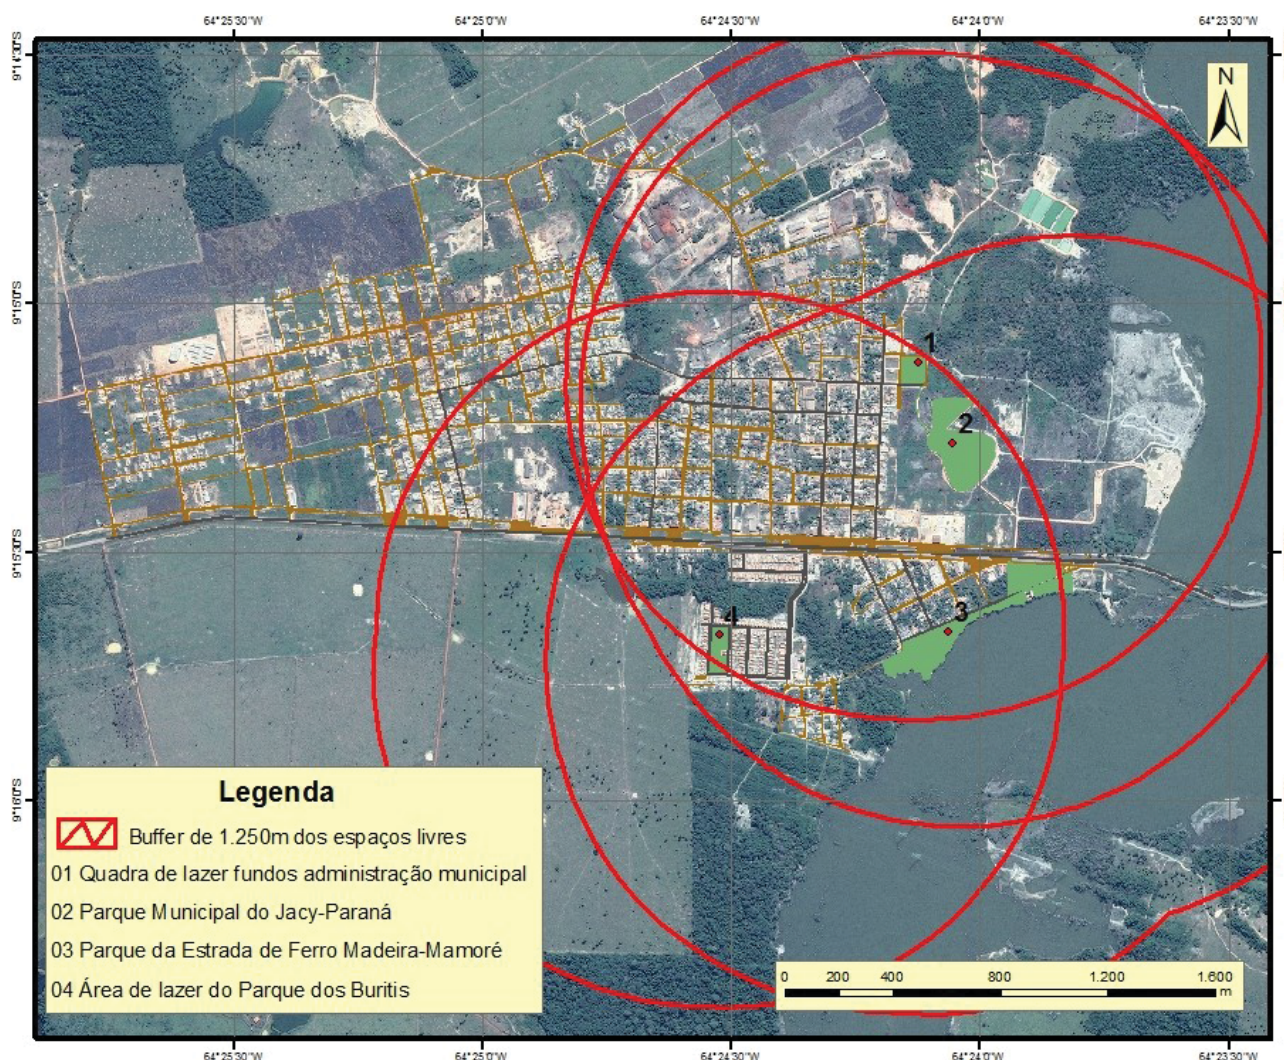 64°25'30"W 64°25'0"W 64°24'30"W 64°24'0"W 64°23'30"W
9°14'30"S
N
9°15'0"S
1
2
9°15'30"S
3
4
9°16'0"S
Legenda
Buffer de 1.250m dos espaços livres
01 Quadra de lazer fundos administração municipal
02 Parque Municipal do Jacy-Paraná
03 Parque da Estrada de Ferro Madeira-Mamoré
04 Área de lazer do Parque dos Buritis
0 200 400 800 1.200 1.600
m
64°25'30"W 64°25'0"W 64°24'30"W 64°24'0"W 64°23'30"W